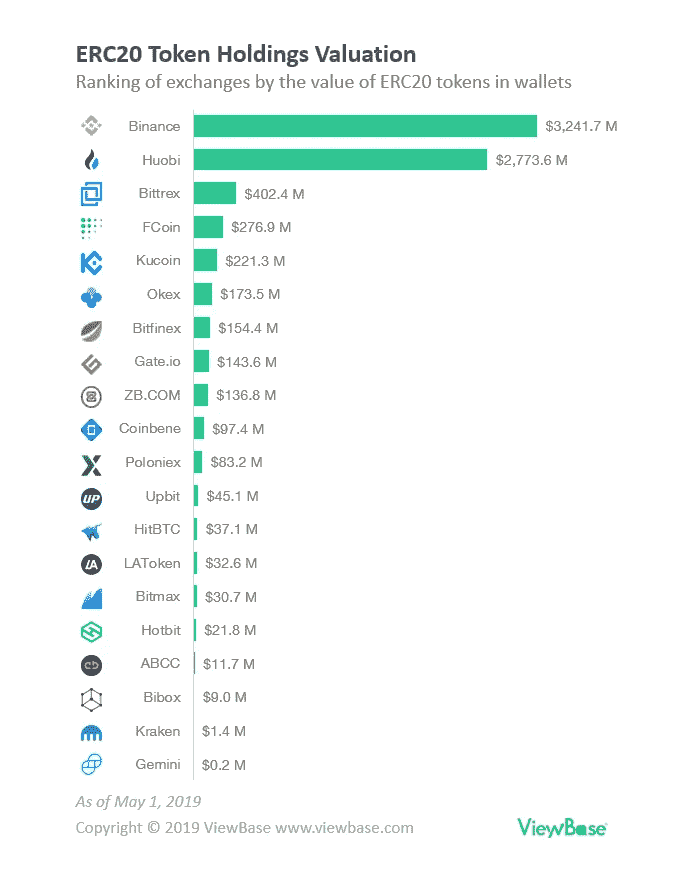 ERC20 Token Holdings Valuation
Ranking of exchanges by the value of ERC20 tokens in wallets
Binance $3,241.7 M
Huobi $2,773.6 M
Bittrex $402.4 M
FCoin $276.9 M
Kucoin $221.3 M
Okex $173.5 M
Bitfinex $154.4 M
Gate.io $143.6 M
ZB.COM $136.8 M
Coinbene $97.4 M
Poloniex $83.2 M
UP Upbit $45.1 M
HitBTC $37.1 M
LA LAToken $32.6 M
Bitmax $30.7 M
Hotbit $21.8 M
ABCC $11.7 M
Bibox $9.0 M
Kraken $1.4 M
Gemini $0.2 M
As of May 1, 2019
Copyright © 2019 ViewBase www.viewbase.com
ViewBase